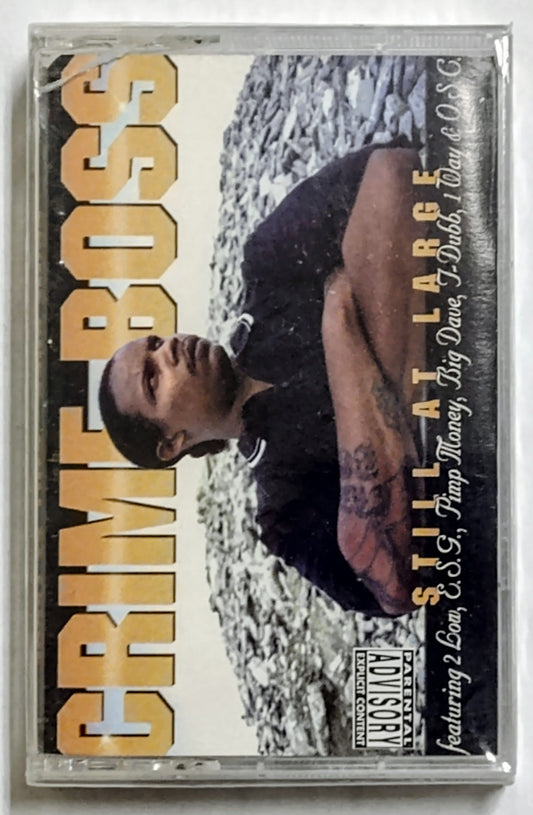 CRIME BOSS
STILL AT LARGE
featuring 2 Low, E.S.G., Pimp Money, Big Dave, J-Dubb, 1 Way & O.S.C.
PARENTAL
ADVISORY
EXPLICIT CONTENT